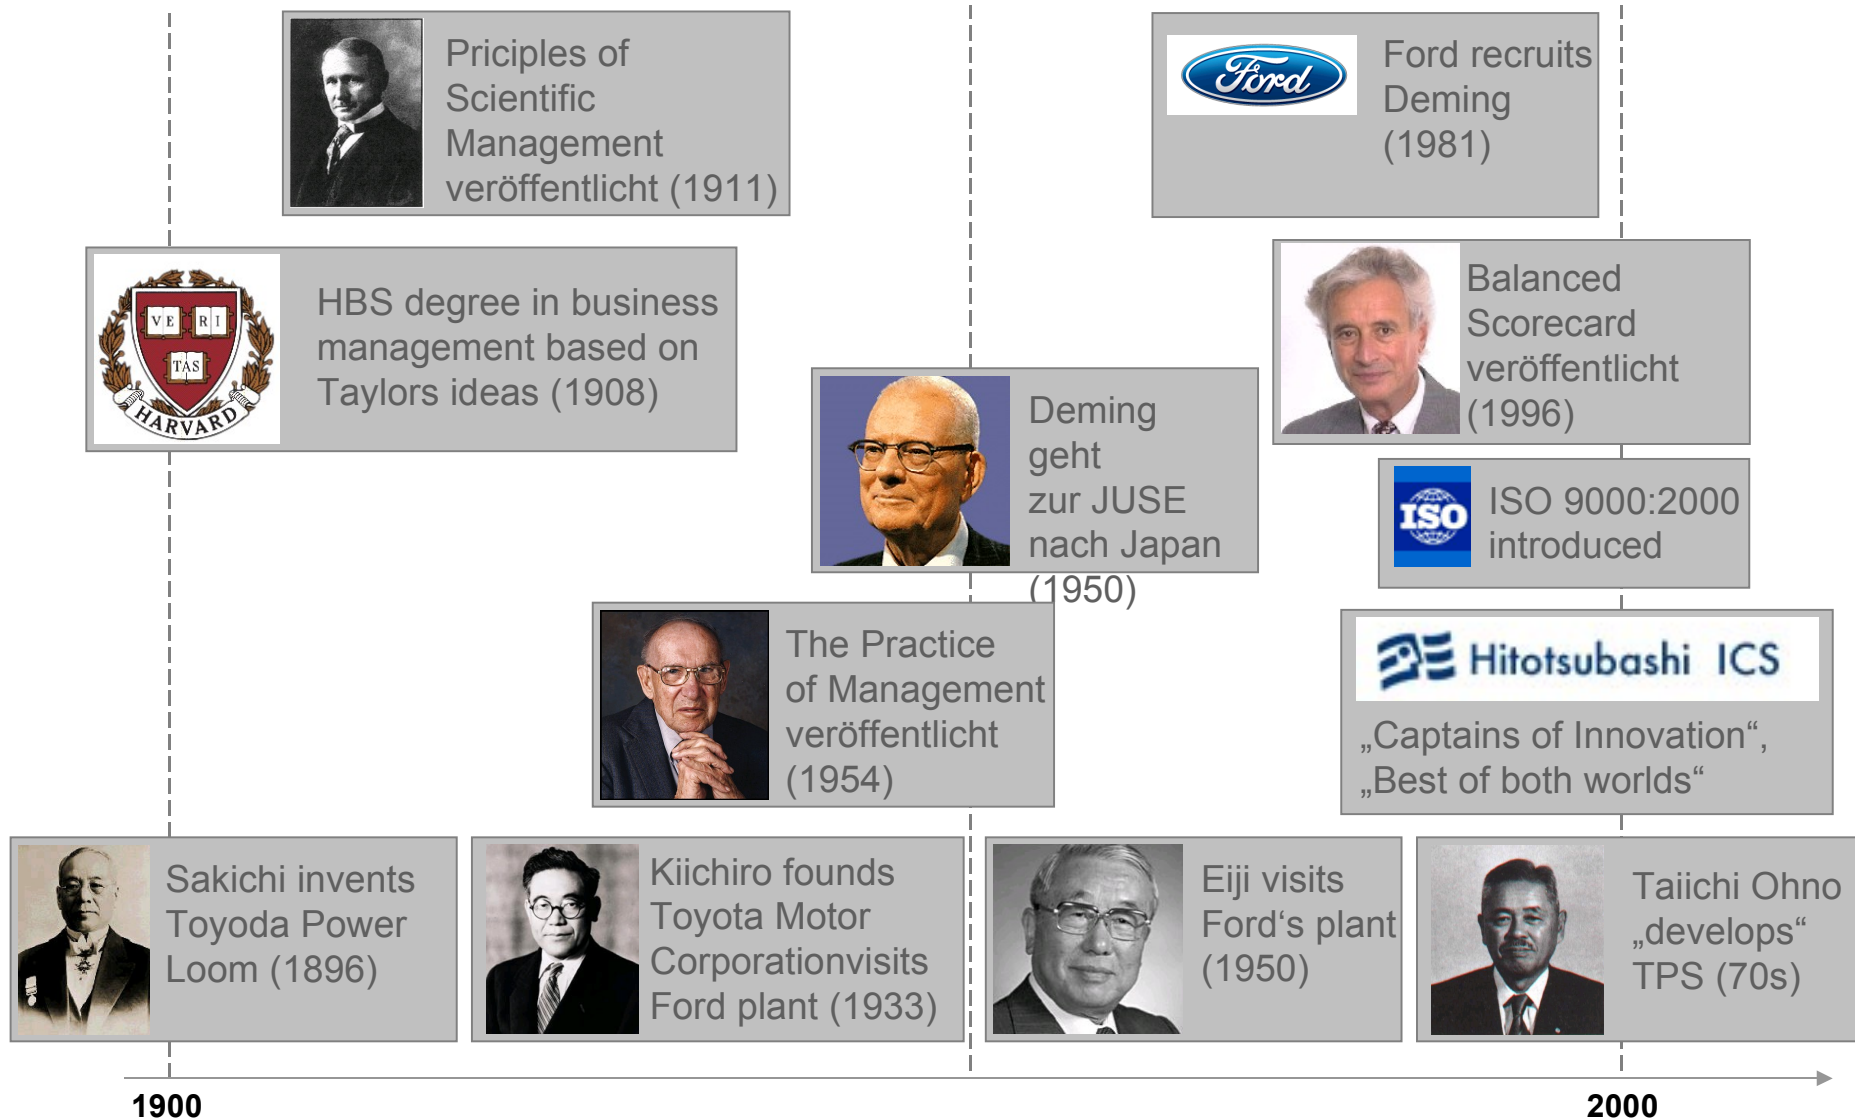 Priciples of
Scientific
Management
veröffentlicht (1911)
Ford
Ford recruits
Deming
(1981)
VE RI
TAS
HARVARD
HBS degree in business
management based on
Taylors ideas (1908)
Balanced
Scorecard
veröffentlicht
(1996)
Deming
geht
zur JUSE
nach Japan
(1950)
ISO
ISO 9000:2000
introduced
The Practice
of Management
veröffentlicht
(1954)
Hitotsubashi ICS
„Captains of Innovation“,
„Best of both worlds“
Sakichi invents
Toyoda Power
Loom (1896)
Kiichiro founds
Toyota Motor
Corporationvisits
Ford plant (1933)
Eiji visits
Ford‘s plant
(1950)
Taiichi Ohno
„develops“
TPS (70s)
1900
2000